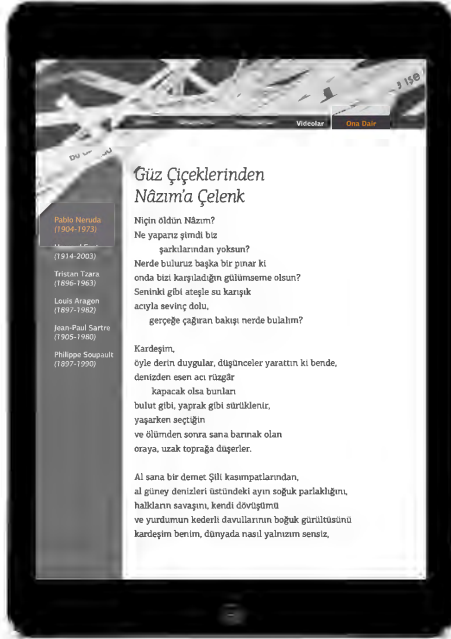 ISE
DU
Videolar
Ona Dair
Pablo Neruda
(1904-1973)
(1914-2003)
Tristan Tzara
(1896-1963)
Louis Aragon
(1897-1982)
Jean-Paul Sartre
(1905-1980)
Philippe Soupault
(1897-1990)
Güz Çiçeklerinden
Nâzım'a Çelenk
Niçin öldün Nâzım?
Ne yaparız şimdi biz
şarkılarından yoksun?
Nerde buluruz başka bir pınar ki
onda bizi karşıladığın gülümseme olsun?
Seninki gibi ateşle su karışık
acıyla sevinç dolu,
gerçeğe çağıran bakışı nerde bulalım?
Kardeşim,
öyle derin duygular, düşünceler yarattın ki bende,
denizden esen acı rüzgâr
kapacak olsa bunları
bulut gibi, yaprak gibi sürüklenir,
yaşarken seçtiğin
ve ölümden sonra sana barınak olan
oraya, uzak toprağa düşerler.
Al sana bir demet Şili kasımpatlarından,
al güney denizleri üstündeki ayın soğuk parlaklığını,
halkların savaşını, kendi dövüşümü
ve yurdumun kederli davullarının boğuk gürültüsünü
kardeşim benim, dünyada nasıl yalnızım sensiz,